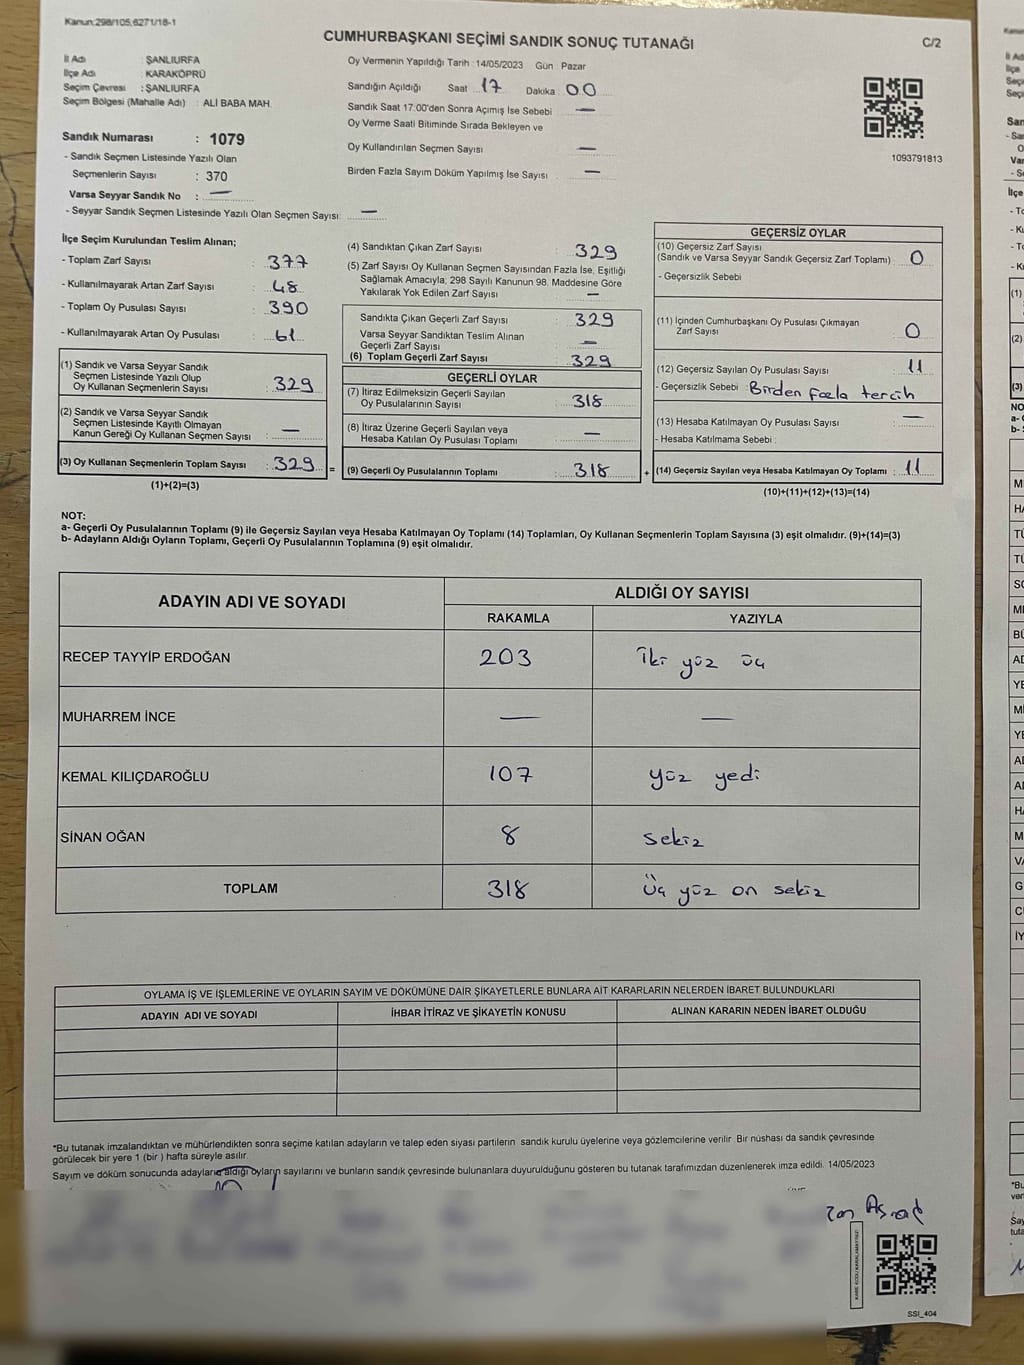 Kanun:298/105;6271/18-1
CUMHURBAŞKANI SEÇİMİ SANDIK SONUÇ TUTANAĞI
C/2
İl Adı : ŞANLIURFA
İlçe Adı : KARAKÖPRÜ
Seçim Çevresi : ŞANLIURFA
Seçim Bölgesi (Mahalle Adı) : ALİ BABA MAH.
Sandık Numarası : 1079
- Sandık Seçmen Listesinde Yazılı Olan
Seçmenlerin Sayısı : 370
Varsa Seyyar Sandık No : —
- Seyyar Sandık Seçmen Listesinde Yazılı Olan Seçmen Sayısı: —
Oy Vermenin Yapıldığı Tarih : 14/05/2023 Gün : Pazar
Sandığın Açıldığı Saat 17 Dakika : 00
Sandık Saat 17:00'den Sonra Açımış İse Sebebi —
Oy Verme Saati Bitiminde Sırada Bekleyen ve
Oy Kullandırılan Seçmen Sayısı —
Birden Fazla Sayım Döküm Yapılmış İse Sayısı —
1093791813
İlçe Seçim Kurulundan Teslim Alınan;
- Toplam Zarf Sayısı : 377
- Kullanılmayarak Artan Zarf Sayısı : 48
- Toplam Oy Pusulası Sayısı : 390
- Kullanılmayarak Artan Oy Pusulası : 61
(1) Sandık ve Varsa Seyyar Sandık
Seçmen Listesinde Yazılı Olup
Oy Kullanan Seçmenlerin Sayısı : 329
(2) Sandık ve Varsa Seyyar Sandık
Seçmen Listesinde Kayıtlı Olmayan
Kanun Gereği Oy Kullanan Seçmen Sayısı : —
(3) Oy Kullanan Seçmenlerin Toplam Sayısı : 329 =
(1)+(2)=(3)
(4) Sandıktan Çıkan Zarf Sayısı : 329
(5) Zarf Sayısı Oy Kullanan Seçmen Sayısından Fazla İse, Eşitliği
Sağlamak Amacıyla; 298 Sayılı Kanunun 98. Maddesine Göre
Yakılarak Yok Edilen Zarf Sayısı : —
Sandıkta Çıkan Geçerli Zarf Sayısı : 329
Varsa Seyyar Sandıktan Teslim Alınan
Geçerli Zarf Sayısı : —
(6) Toplam Geçerli Zarf Sayısı : 329
GEÇERLİ OYLAR
(7) İtiraz Edilmeksizin Geçerli Sayılan
Oy Pusulalarının Sayısı : 318
(8) İtiraz Üzerine Geçerli Sayılan veya
Hesaba Katılan Oy Pusulası Toplamı : —
(9) Geçerli Oy Pusulalarının Toplamı : 318 +
GEÇERSİZ OYLAR
(10) Geçersiz Zarf Sayısı
(Sandık ve Varsa Seyyar Sandık Geçersiz Zarf Toplamı) : 0
- Geçersizlik Sebebi
(11) İçinden Cumhurbaşkanı Oy Pusulası Çıkmayan
Zarf Sayısı : 0
(12) Geçersiz Sayılan Oy Pusulası Sayısı : 11
- Geçersizlik Sebebi : Birden fazla tercih
(13) Hesaba Katılmayan Oy Pusulası Sayısı : —
- Hesaba Katılmama Sebebi :
(14) Geçersiz Sayılan veya Hesaba Katılmayan Oy Toplamı : 11
(10)+(11)+(12)+(13)=(14)
NOT:
a- Geçerli Oy Pusulalarının Toplamı (9) ile Geçersiz Sayılan veya Hesaba Katılmayan Oy Toplamı (14) Toplamları, Oy Kullanan Seçmenlerin Toplam Sayısına (3) eşit olmalıdır. (9)+(14)=(3)
b- Adayların Aldığı Oyların Toplamı, Geçerli Oy Pusulalarının Toplamına (9) eşit olmalıdır.
ADAYIN ADI VE SOYADI
ALDIĞI OY SAYISI
RAKAMLA YAZIYLA
RECEP TAYYİP ERDOĞAN 203 İki yüz üç
MUHARREM İNCE — —
KEMAL KILIÇDAROĞLU 107 yüz yedi
SİNAN OĞAN 8 sekiz
TOPLAM 318 Üç yüz on sekiz
OYLAMA İŞ VE İŞLEMLERİNE VE OYLARIN SAYIM VE DÖKÜMÜNE DAİR ŞİKAYETLERLE BUNLARA AİT KARARLARIN NELERDEN İBARET BULUNDUKLARI
ADAYIN ADI VE SOYADI İHBAR İTİRAZ VE ŞİKAYETİN KONUSU ALINAN KARARIN NEDEN İBARET OLDUĞU
*Bu tutanak imzalandıktan ve mühürlendikten sonra seçime katılan adayların ve talep eden siyasi partilerin sandık kurulu üyelerine veya gözlemcilerine verilir Bir nüshası da sandık çevresinde
görülecek bir yere 1 (bir ) hafta süreyle asılır.
Sayım ve döküm sonucunda adayların aldığı oyların sayılarını ve bunların sandık çevresinde bulunanlara duyurulduğunu gösteren bu tutanak tarafımızdan düzenlenerek imza edildi. 14/05/2023
SSI_404